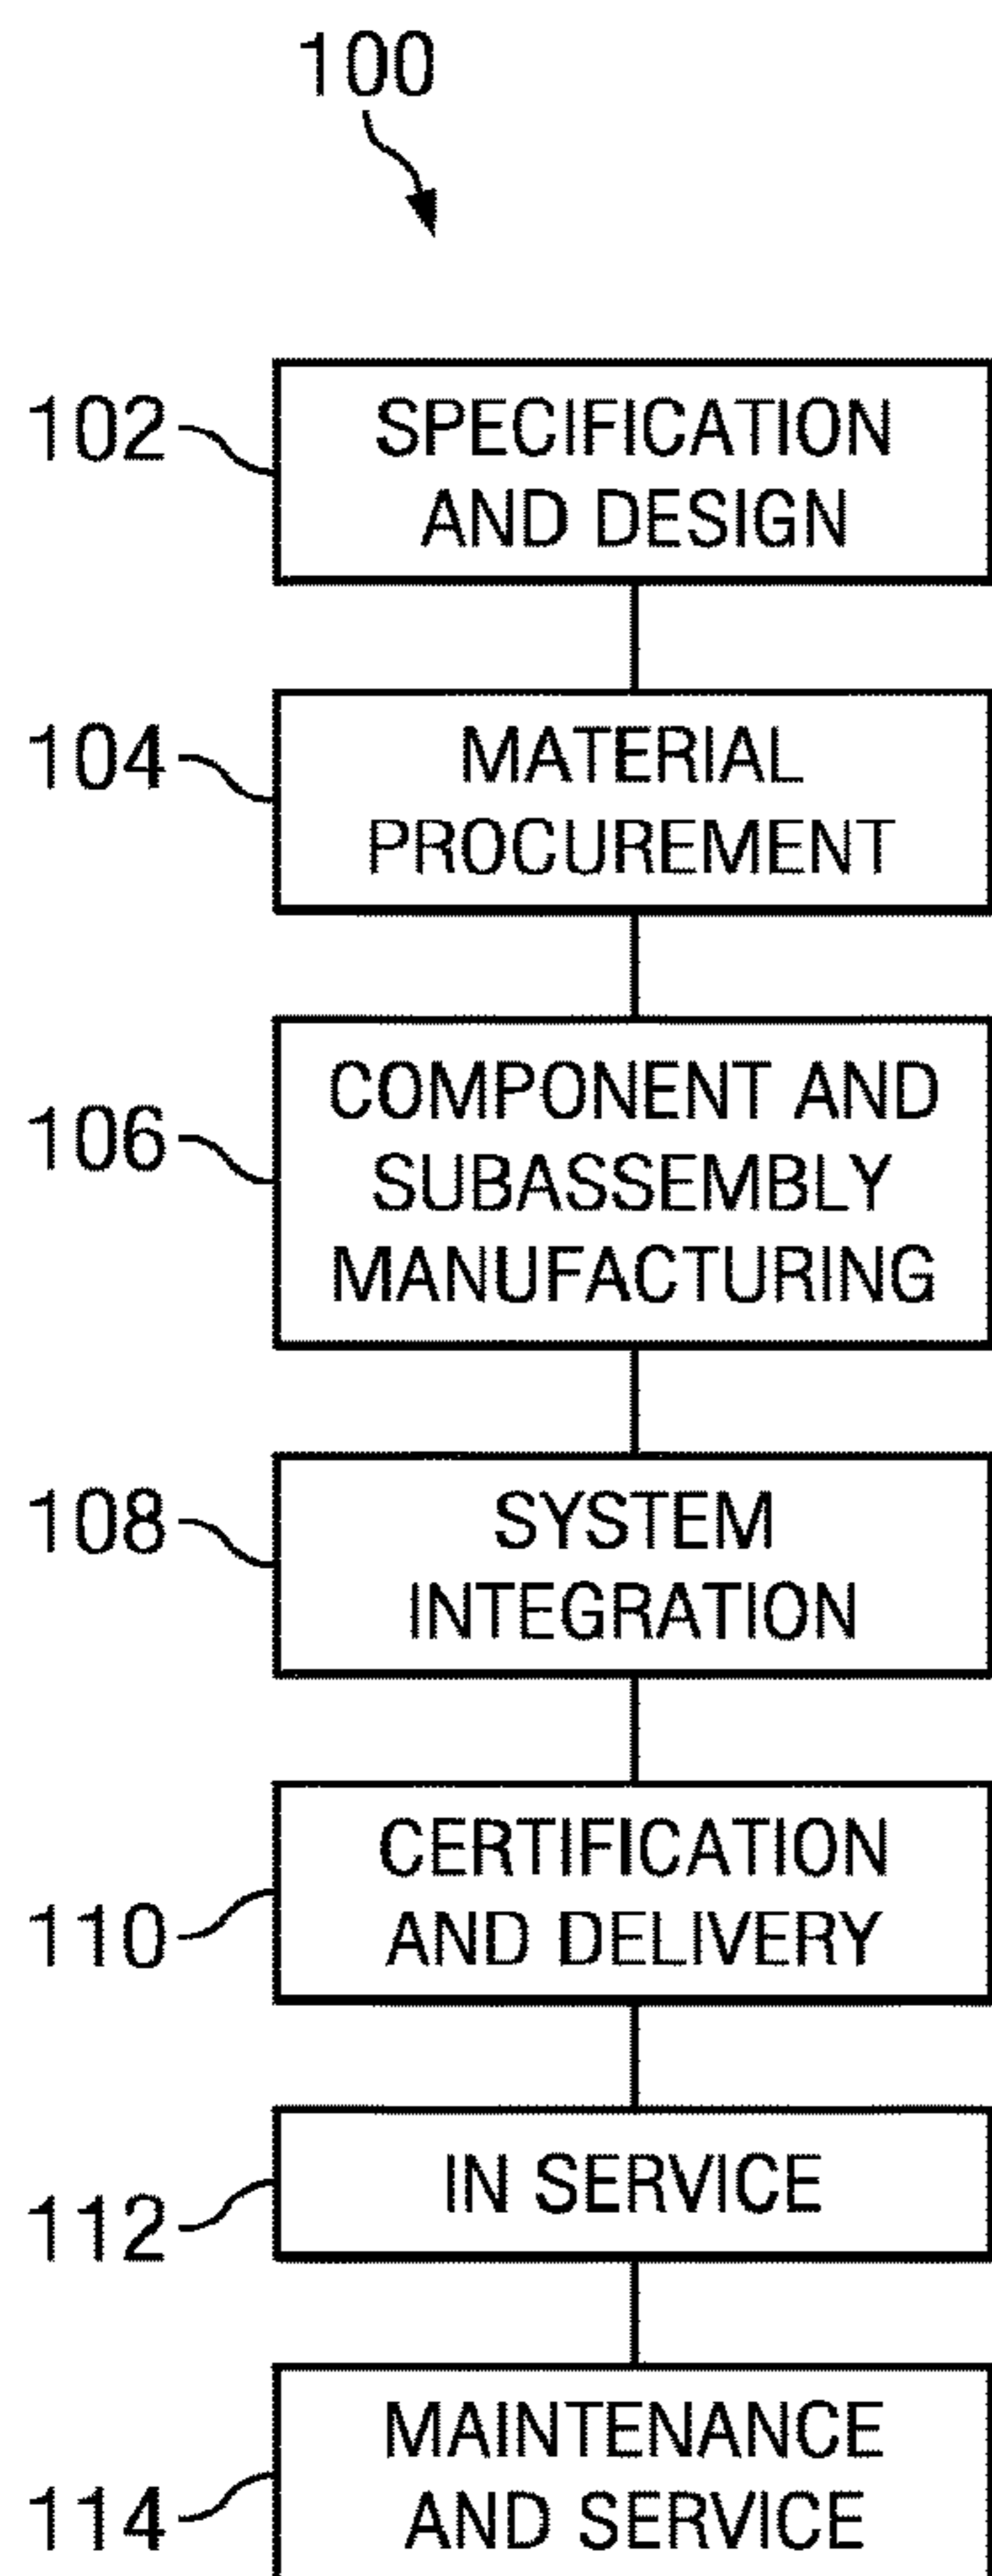 100
102
SPECIFICATION
AND DESIGN
104
MATERIAL
PROCUREMENT
106
COMPONENT AND
SUBASSEMBLY
MANUFACTURING
108
SYSTEM
INTEGRATION
110
CERTIFICATION
AND DELIVERY
112
IN SERVICE
114
MAINTENANCE
AND SERVICE